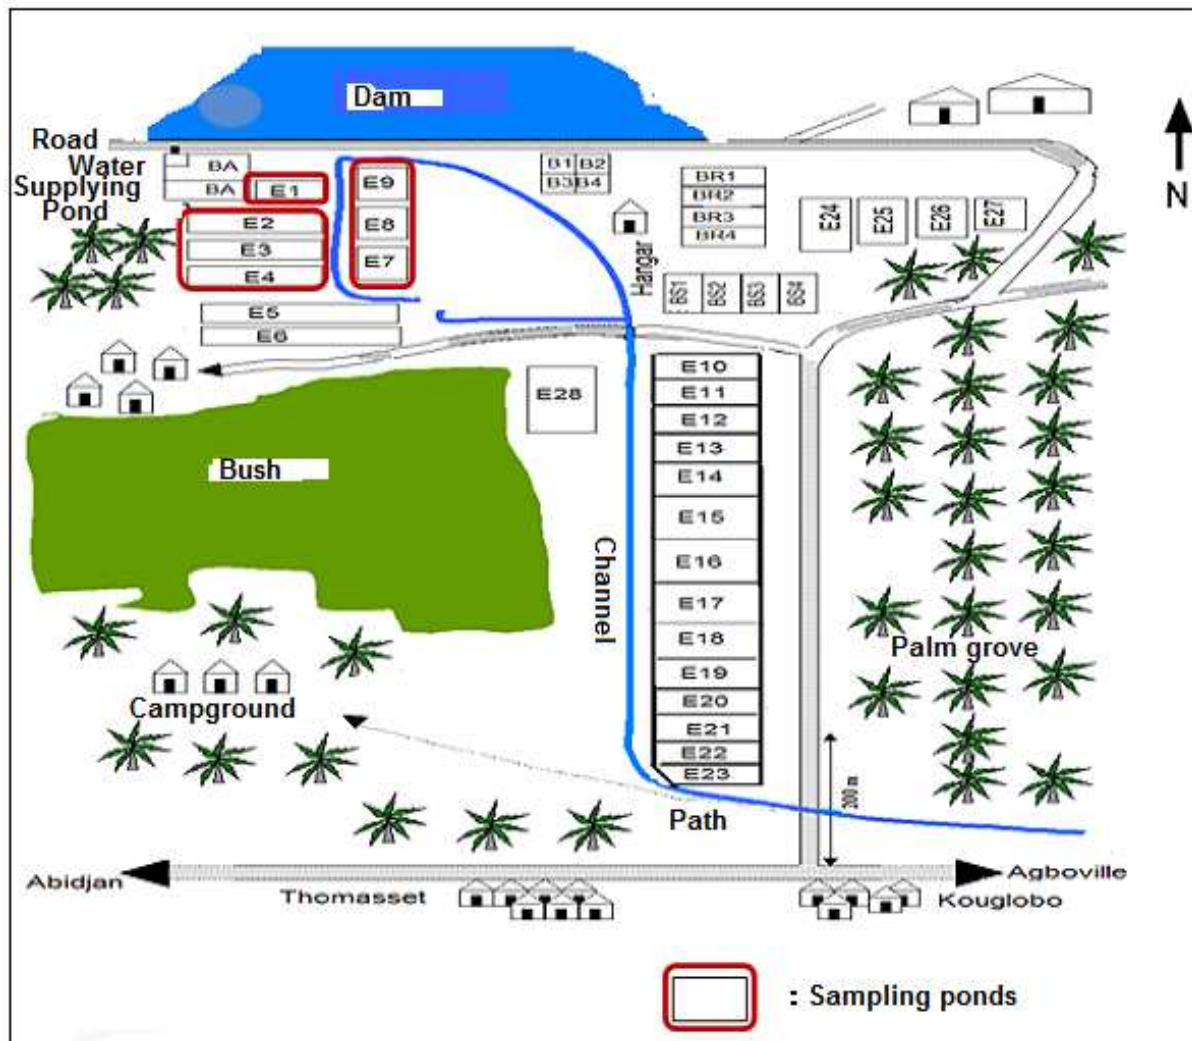 Dam
Road
Water
Supplying
Pond
BA
BA
E1
E2
E3
E4
E5
E6
E9
E8
E7
B1 B2
B3 B4
Hangar
BR1
BR2
BR3
BR4
BS1
BS2
BS3
BS4
E24
E25
E26
E27
N
E28
E10
E11
E12
E13
E14
E15
E16
E17
E18
E19
E20
E21
E22
E23
Bush
Channel
Palm grove
Campground
Path
200 m
Abidjan
Agboville
Thomasset
Kouglobo
: Sampling ponds